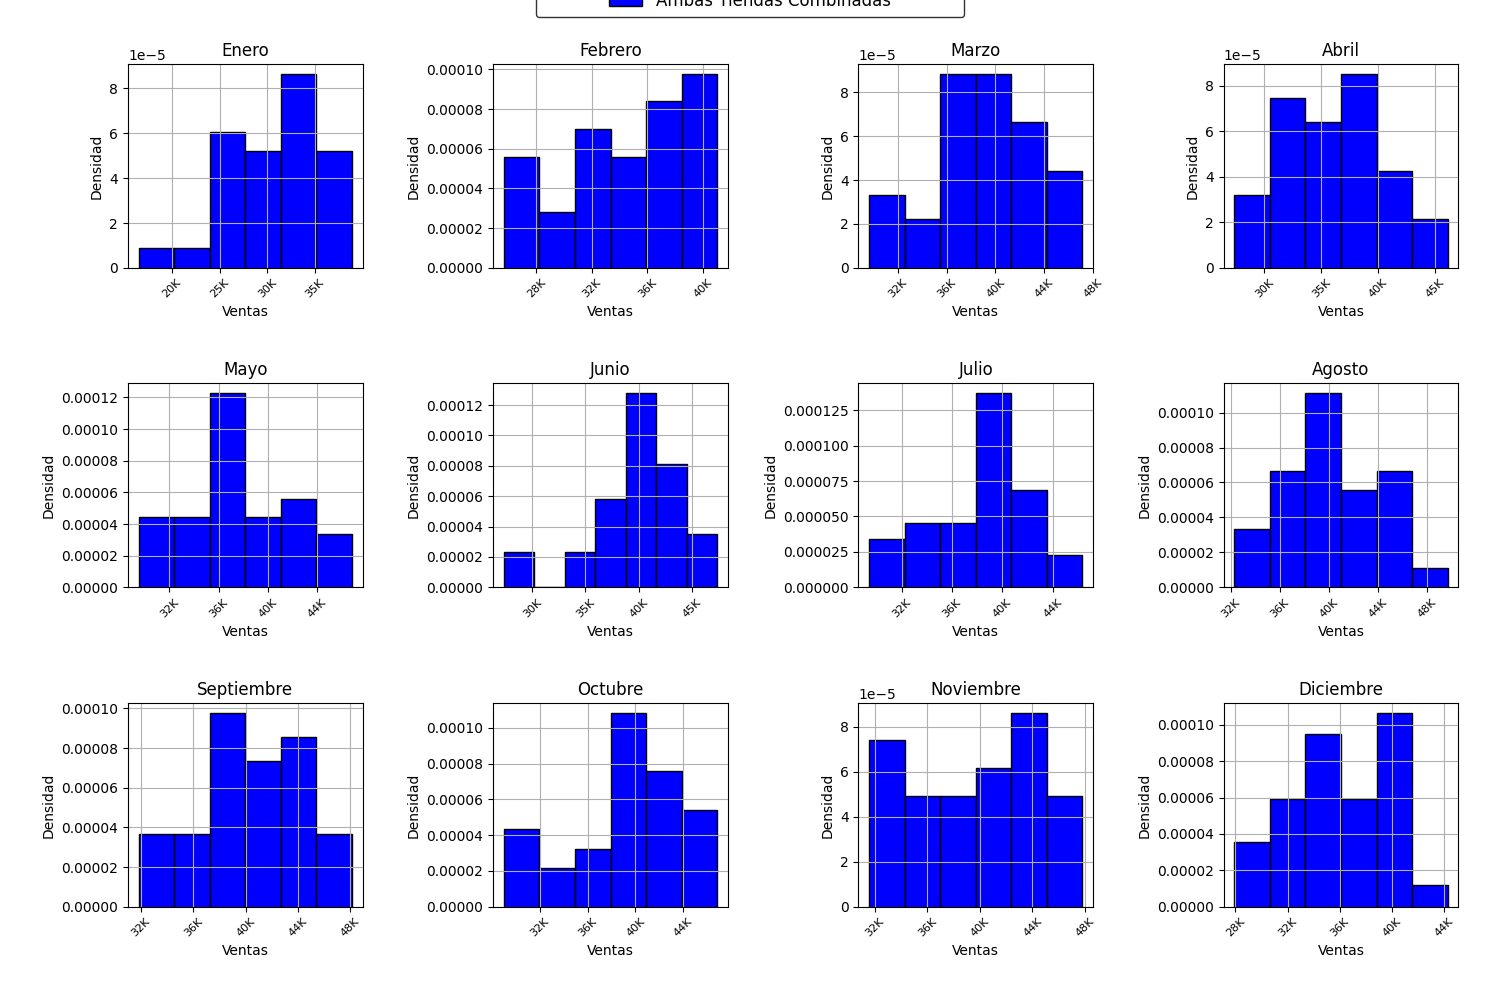 Ambas Tiendas Combinadas
Enero
Febrero
Marzo
Abril
1e−5
8
6
4
2
0
Densidad
20K 25K 30K 35K
Ventas
0.00010
0.00008
0.00006
0.00004
0.00002
0.00000
Densidad
28K 32K 36K 40K
Ventas
1e−5
8
6
4
2
0
Densidad
32K 36K 40K 44K 48K
Ventas
1e−5
8
6
4
2
0
Densidad
30K 35K 40K 45K
Ventas
Mayo
Junio
Julio
Agosto
0.00012
0.00010
0.00008
0.00006
0.00004
0.00002
0.00000
Densidad
32K 36K 40K 44K
Ventas
0.00012
0.00010
0.00008
0.00006
0.00004
0.00002
0.00000
Densidad
30K 35K 40K 45K
Ventas
0.000125
0.000100
0.000075
0.000050
0.000025
0.000000
Densidad
32K 36K 40K 44K
Ventas
0.00010
0.00008
0.00006
0.00004
0.00002
0.00000
Densidad
32K 36K 40K 44K 48K
Ventas
Septiembre
Octubre
Noviembre
Diciembre
0.00010
0.00008
0.00006
0.00004
0.00002
0.00000
Densidad
32K 36K 40K 44K 48K
Ventas
0.00010
0.00008
0.00006
0.00004
0.00002
0.00000
Densidad
32K 36K 40K 44K
Ventas
1e−5
8
6
4
2
0
Densidad
32K 36K 40K 44K 48K
Ventas
0.00010
0.00008
0.00006
0.00004
0.00002
0.00000
Densidad
28K 32K 36K 40K 44K
Ventas